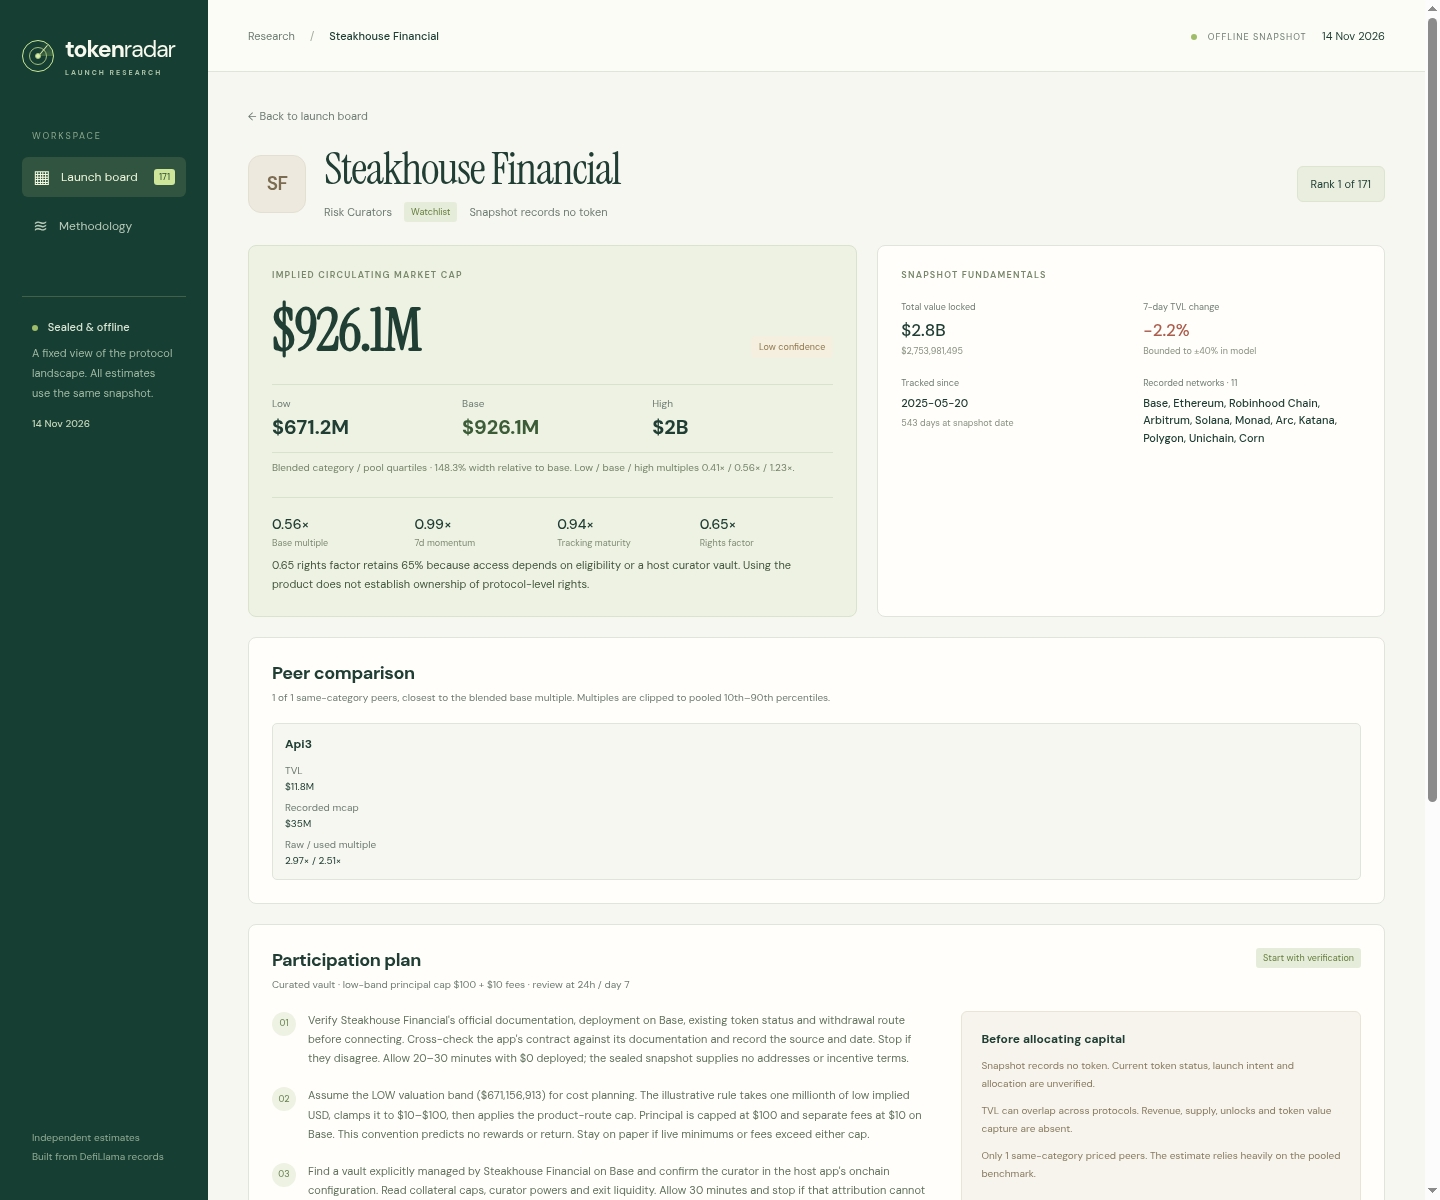 tokenradar
LAUNCH RESEARCH
WORKSPACE
Launch board 171
Methodology
Sealed & offline
A fixed view of the protocol
landscape. All estimates
use the same snapshot.
14 Nov 2026
Independent estimates
Built from DefiLlama records
Research / Steakhouse Financial
OFFLINE SNAPSHOT 14 Nov 2026
← Back to launch board
SF
Steakhouse Financial
Risk Curators Watchlist Snapshot records no token
Rank 1 of 171
IMPLIED CIRCULATING MARKET CAP
$926.1M
Low confidence
Low Base High
$671.2M $926.1M $2B
Blended category / pool quartiles · 148.3% width relative to base. Low / base / high multiples 0.41× / 0.56× / 1.23×.
0.56× 0.99× 0.94× 0.65×
Base multiple 7d momentum Tracking maturity Rights factor
0.65 rights factor retains 65% because access depends on eligibility or a host curator vault. Using the
product does not establish ownership of protocol-level rights.
SNAPSHOT FUNDAMENTALS
Total value locked 7-day TVL change
$2.8B -2.2%
$2,753,981,495 Bounded to ±40% in model
Tracked since Recorded networks · 11
2025-05-20 Base, Ethereum, Robinhood Chain,
543 days at snapshot date Arbitrum, Solana, Monad, Arc, Katana,
Polygon, Unichain, Corn
Peer comparison
1 of 1 same-category peers, closest to the blended base multiple. Multiples are clipped to pooled 10th–90th percentiles.
Api3
TVL
$11.8M
Recorded mcap
$35M
Raw / used multiple
2.97× / 2.51×
Participation plan
Start with verification
Curated vault · low-band principal cap $100 + $10 fees · review at 24h / day 7
01 Verify Steakhouse Financial's official documentation, deployment on Base, existing token status and withdrawal route
before connecting. Cross-check the app's contract against its documentation and record the source and date. Stop if
they disagree. Allow 20–30 minutes with $0 deployed; the sealed snapshot supplies no addresses or incentive terms.
02 Assume the LOW valuation band ($671,156,913) for cost planning. The illustrative rule takes one millionth of low implied
USD, clamps it to $10–$100, then applies the product-route cap. Principal is capped at $100 and separate fees at $10 on
Base. This convention predicts no rewards or return. Stay on paper if live minimums or fees exceed either cap.
03 Find a vault explicitly managed by Steakhouse Financial on Base and confirm the curator in the host app's onchain
configuration. Read collateral caps, curator powers and exit liquidity. Allow 30 minutes and stop if that attribution cannot
Before allocating capital
Snapshot records no token. Current token status, launch intent and
allocation are unverified.
TVL can overlap across protocols. Revenue, supply, unlocks and token value
capture are absent.
Only 1 same-category priced peers. The estimate relies heavily on the pooled
benchmark.